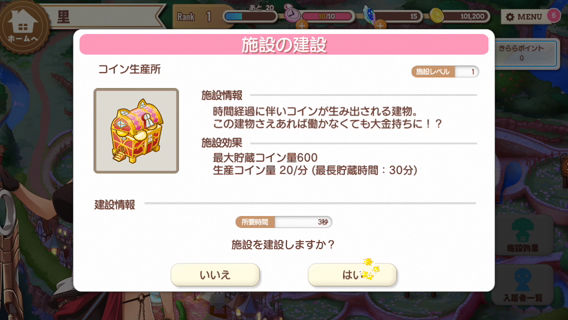 里
ホームへ
Rank 1
あと 20
/10
15
101,200
MENU
きららポイント
0
施設の建設
コイン生産所
施設レベル 1
施設情報
時間経過に伴いコインが生み出される建物。
この建物さえあれば働かなくても大金持ちに!?
施設効果
最大貯蔵コイン量600
生産コイン量 20/分 (最長貯蔵時間:30分)
建設情報
所要時間 3秒
施設を建設しますか?
いいえ
はい
施設効果
入居者一覧